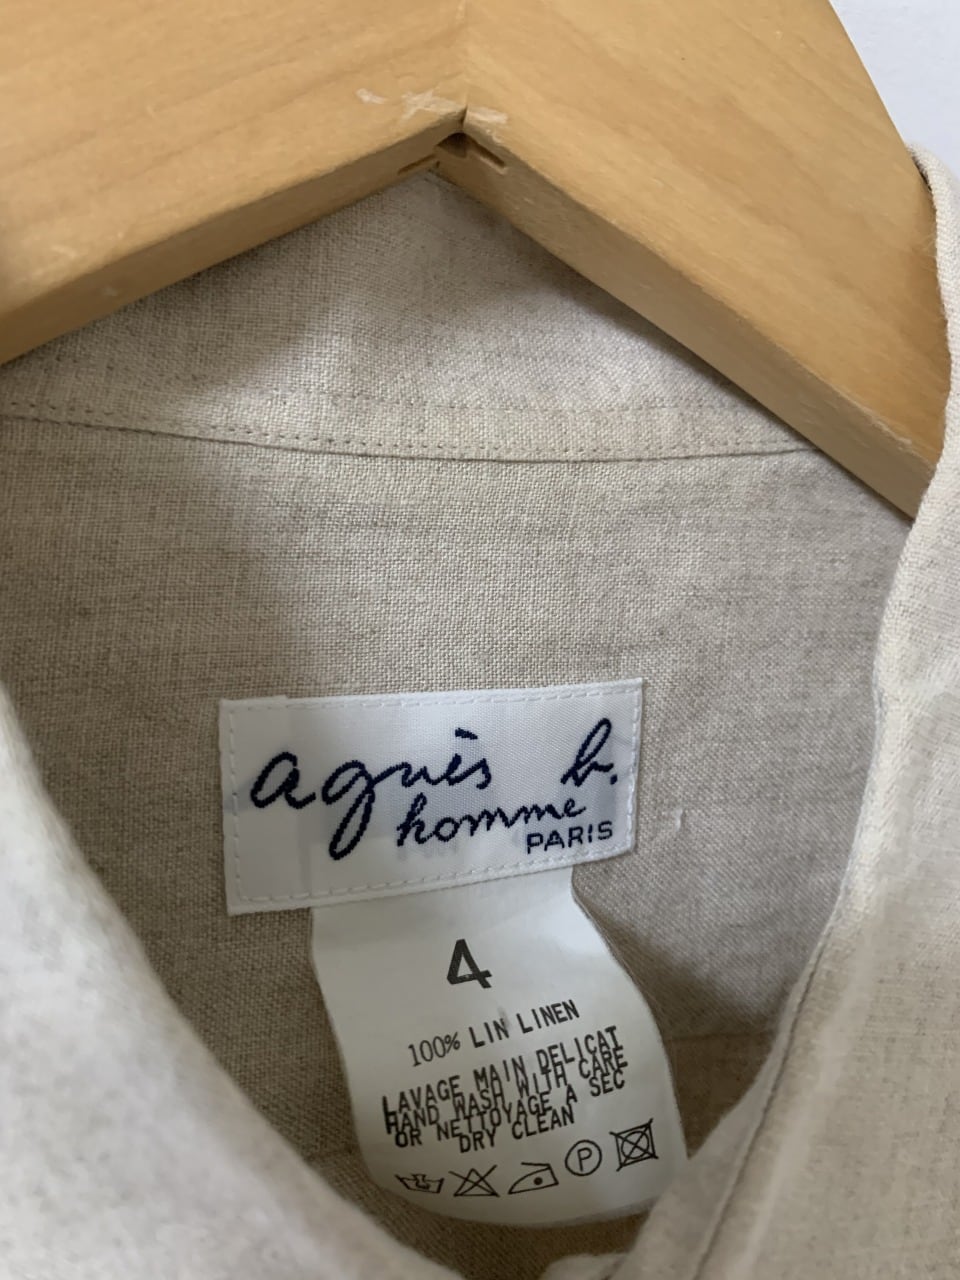 agnès b.
homme
PARIS
4
100% LIN LINEN
LAVAGE MAIN DELICAT
HAND WASH WITH CARE
OR NETTOYAGE A SEC
DRY CLEAN
P